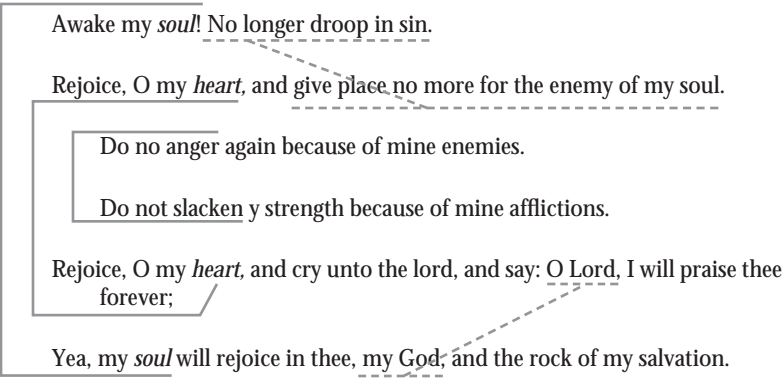 Awake my soul! No longer droop in sin.
Rejoice, O my heart, and give place no more for the enemy of my soul.
Do no anger again because of mine enemies.
Do not slacken y strength because of mine afflictions.
Rejoice, O my heart, and cry unto the lord, and say: O Lord, I will praise thee
forever;
Yea, my soul will rejoice in thee, my God, and the rock of my salvation.